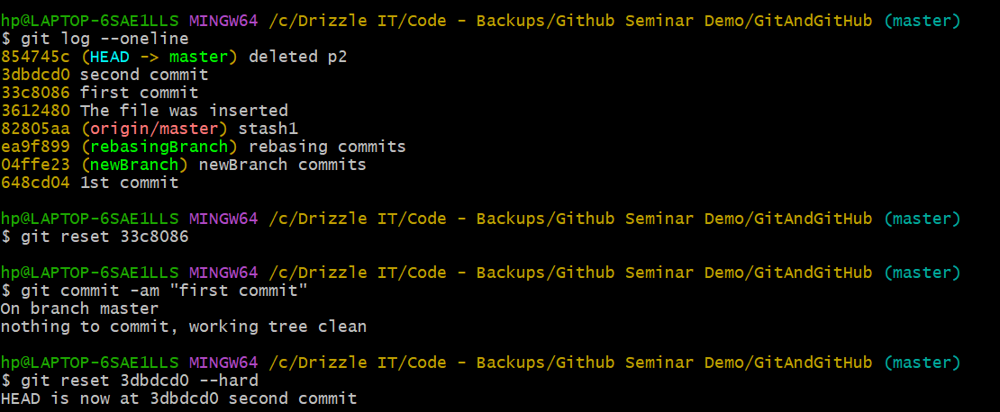 hp@LAPTOP-6SAE1LLS MINGW64 /c/Drizzle IT/Code - Backups/Github Seminar Demo/GitAndGitHub (master)
$ git log --oneline
854745c (HEAD -> master) deleted p2
3dbdcd0 second commit
33c8086 first commit
3612480 The file was inserted
82805aa (origin/master) stash1
ea9f899 (rebasingBranch) rebasing commits
04ffe23 (newBranch) newBranch commits
648cd04 1st commit
hp@LAPTOP-6SAE1LLS MINGW64 /c/Drizzle IT/Code - Backups/Github Seminar Demo/GitAndGitHub (master)
$ git reset 33c8086
hp@LAPTOP-6SAE1LLS MINGW64 /c/Drizzle IT/Code - Backups/Github Seminar Demo/GitAndGitHub (master)
$ git commit -am "first commit"
On branch master
nothing to commit, working tree clean
hp@LAPTOP-6SAE1LLS MINGW64 /c/Drizzle IT/Code - Backups/Github Seminar Demo/GitAndGitHub (master)
$ git reset 3dbdcd0 --hard
HEAD is now at 3dbdcd0 second commit